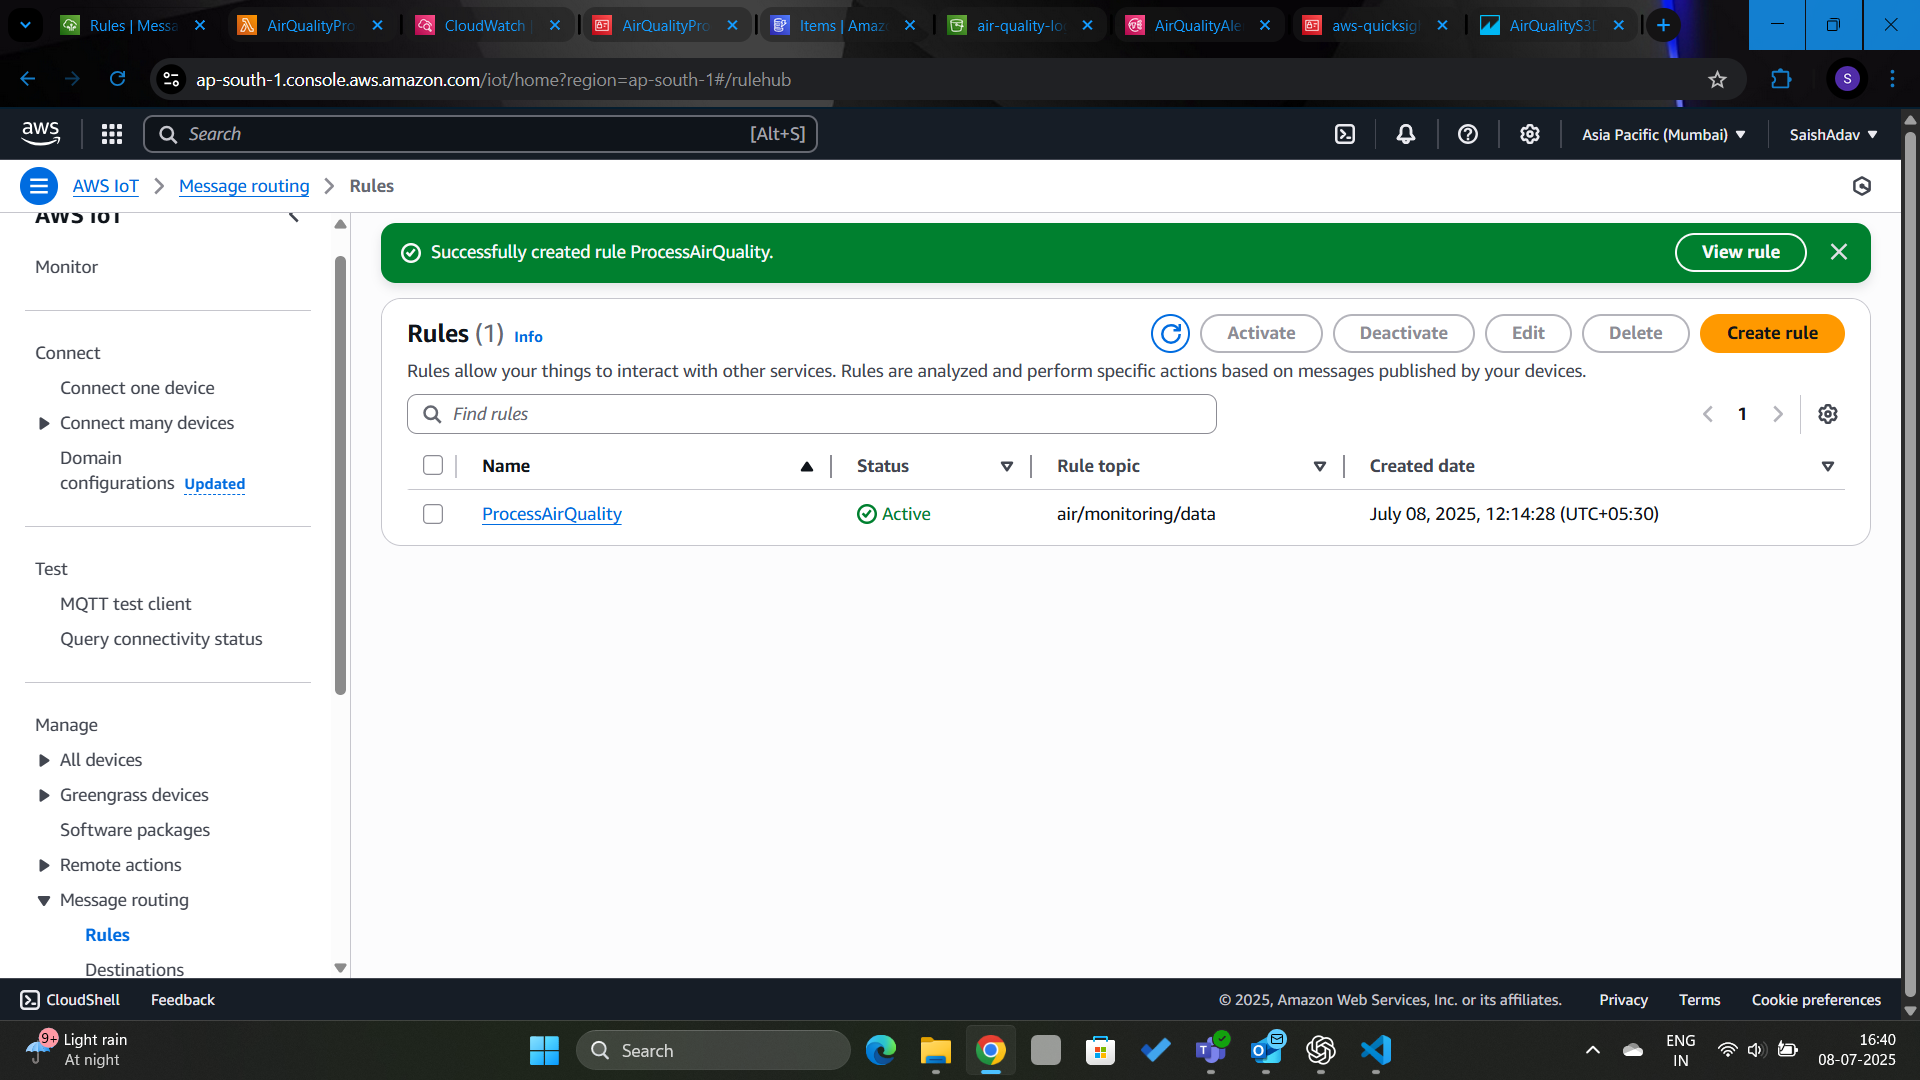 Rules | Messa
AirQualityPro
CloudWatch
AirQualityPro
Items | Amaz
air-quality-lo
AirQualityAle
aws-quicksigh
AirQualityS3
ap-south-1.console.aws.amazon.com/iot/home?region=ap-south-1#/rulehub
S
aws
Search
[Alt+S]
Asia Pacific (Mumbai)
SaishAdav
AWS IoT
Message routing
Rules
AWS IoT
Monitor
Connect
Connect one device
Connect many devices
Domain
configurations Updated
Test
MQTT test client
Query connectivity status
Manage
All devices
Greengrass devices
Software packages
Remote actions
Message routing
Rules
Destinations
Successfully created rule ProcessAirQuality.
View rule
Rules (1) Info
Activate
Deactivate
Edit
Delete
Create rule
Rules allow your things to interact with other services. Rules are analyzed and perform specific actions based on messages published by your devices.
Find rules
1
Name
Status
Rule topic
Created date
ProcessAirQuality
Active
air/monitoring/data
July 08, 2025, 12:14:28 (UTC+05:30)
CloudShell
Feedback
© 2025, Amazon Web Services, Inc. or its affiliates.
Privacy
Terms
Cookie preferences
9+
Light rain
At night
Search
ENG
IN
16:40
08-07-2025